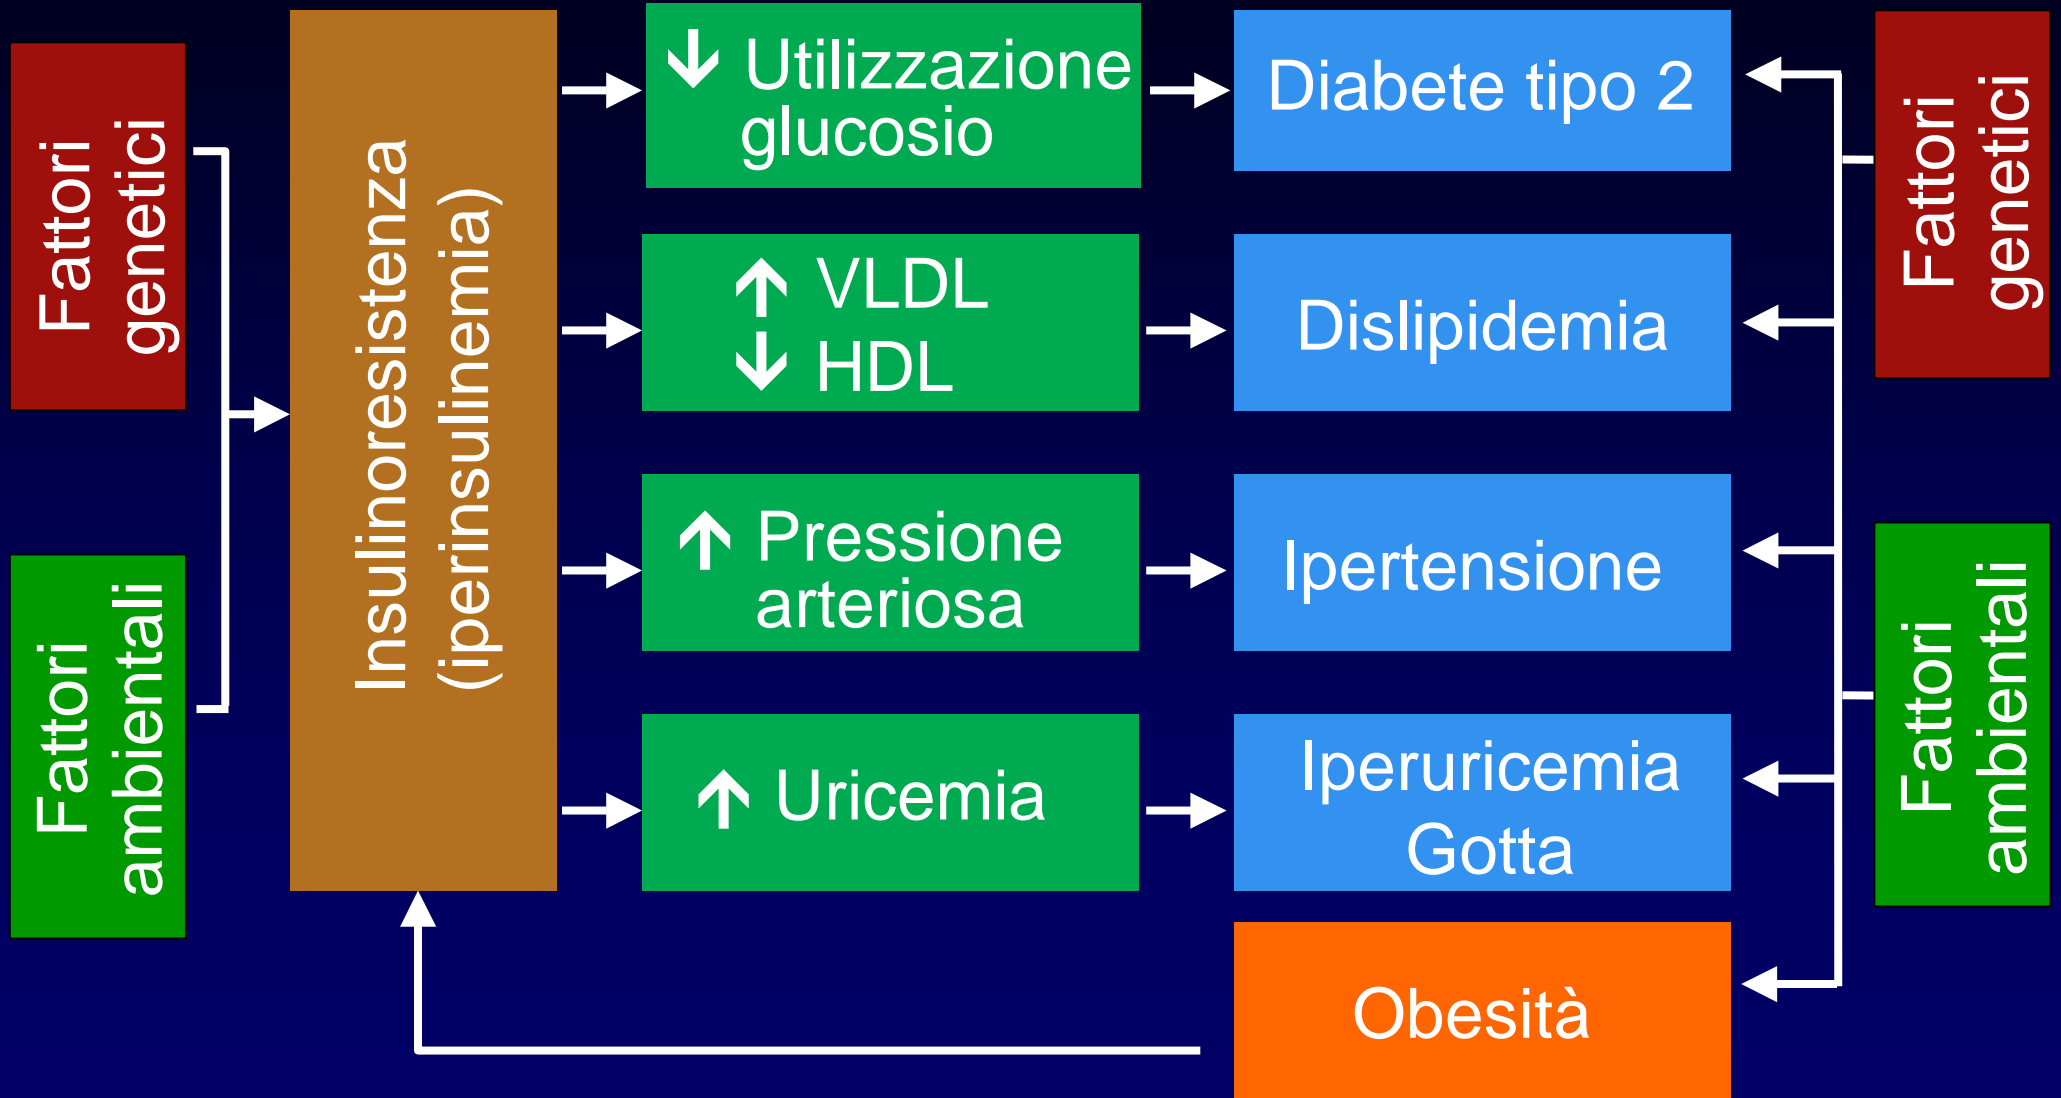 Fattori
genetici
Fattori
ambientali
Insulinoresistenza
(iperinsulinemia)
↓ Utilizzazione
glucosio
Diabete tipo 2
↑ VLDL
↓ HDL
Dislipidemia
↑ Pressione
arteriosa
Ipertensione
↑ Uricemia
Iperuricemia
Gotta
Obesità
Fattori
genetici
Fattori
ambientali